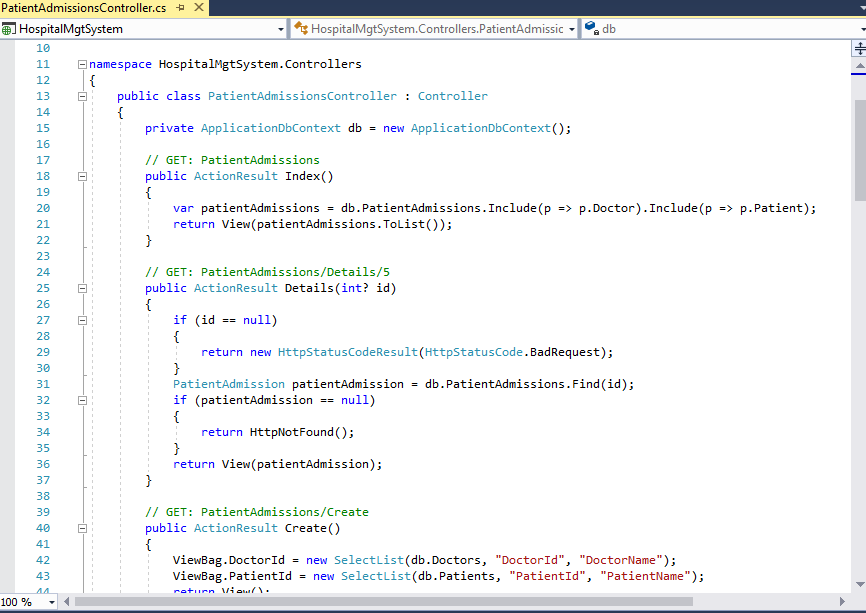 PatientAdmissionsController.cs
HospitalMgtSystem
HospitalMgtSystem.Controllers.PatientAdmissic
db
10
11 namespace HospitalMgtSystem.Controllers
12 {
13 public class PatientAdmissionsController : Controller
14 {
15 private ApplicationDbContext db = new ApplicationDbContext();
16
17 // GET: PatientAdmissions
18 public ActionResult Index()
19 {
20 var patientAdmissions = db.PatientAdmissions.Include(p => p.Doctor).Include(p => p.Patient);
21 return View(patientAdmissions.ToList());
22 }
23
24 // GET: PatientAdmissions/Details/5
25 public ActionResult Details(int? id)
26 {
27 if (id == null)
28 {
29 return new HttpStatusCodeResult(HttpStatusCode.BadRequest);
30 }
31 PatientAdmission patientAdmission = db.PatientAdmissions.Find(id);
32 if (patientAdmission == null)
33 {
34 return HttpNotFound();
35 }
36 return View(patientAdmission);
37 }
38
39 // GET: PatientAdmissions/Create
40 public ActionResult Create()
41 {
42 ViewBag.DoctorId = new SelectList(db.Doctors, "DoctorId", "DoctorName");
43 ViewBag.PatientId = new SelectList(db.Patients, "PatientId", "PatientName");
44 return View();
100 %